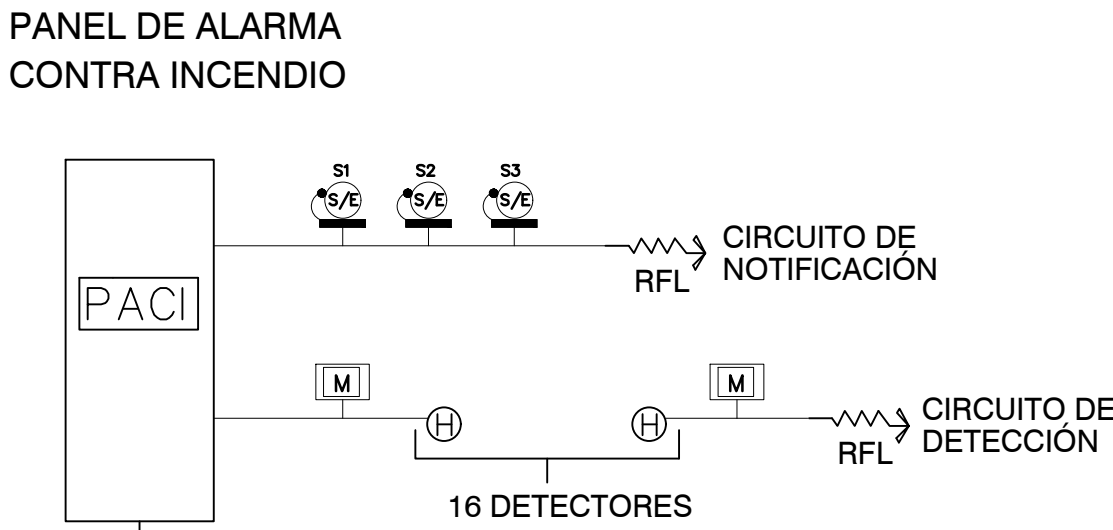 PANEL DE ALARMA
CONTRA INCENDIO
S1 S2 S3
S/E S/E S/E
CIRCUITO DE
NOTIFICACIÓN
RFL
PACI
M M
H H
CIRCUITO DE
DETECCIÓN
RFL
16 DETECTORES